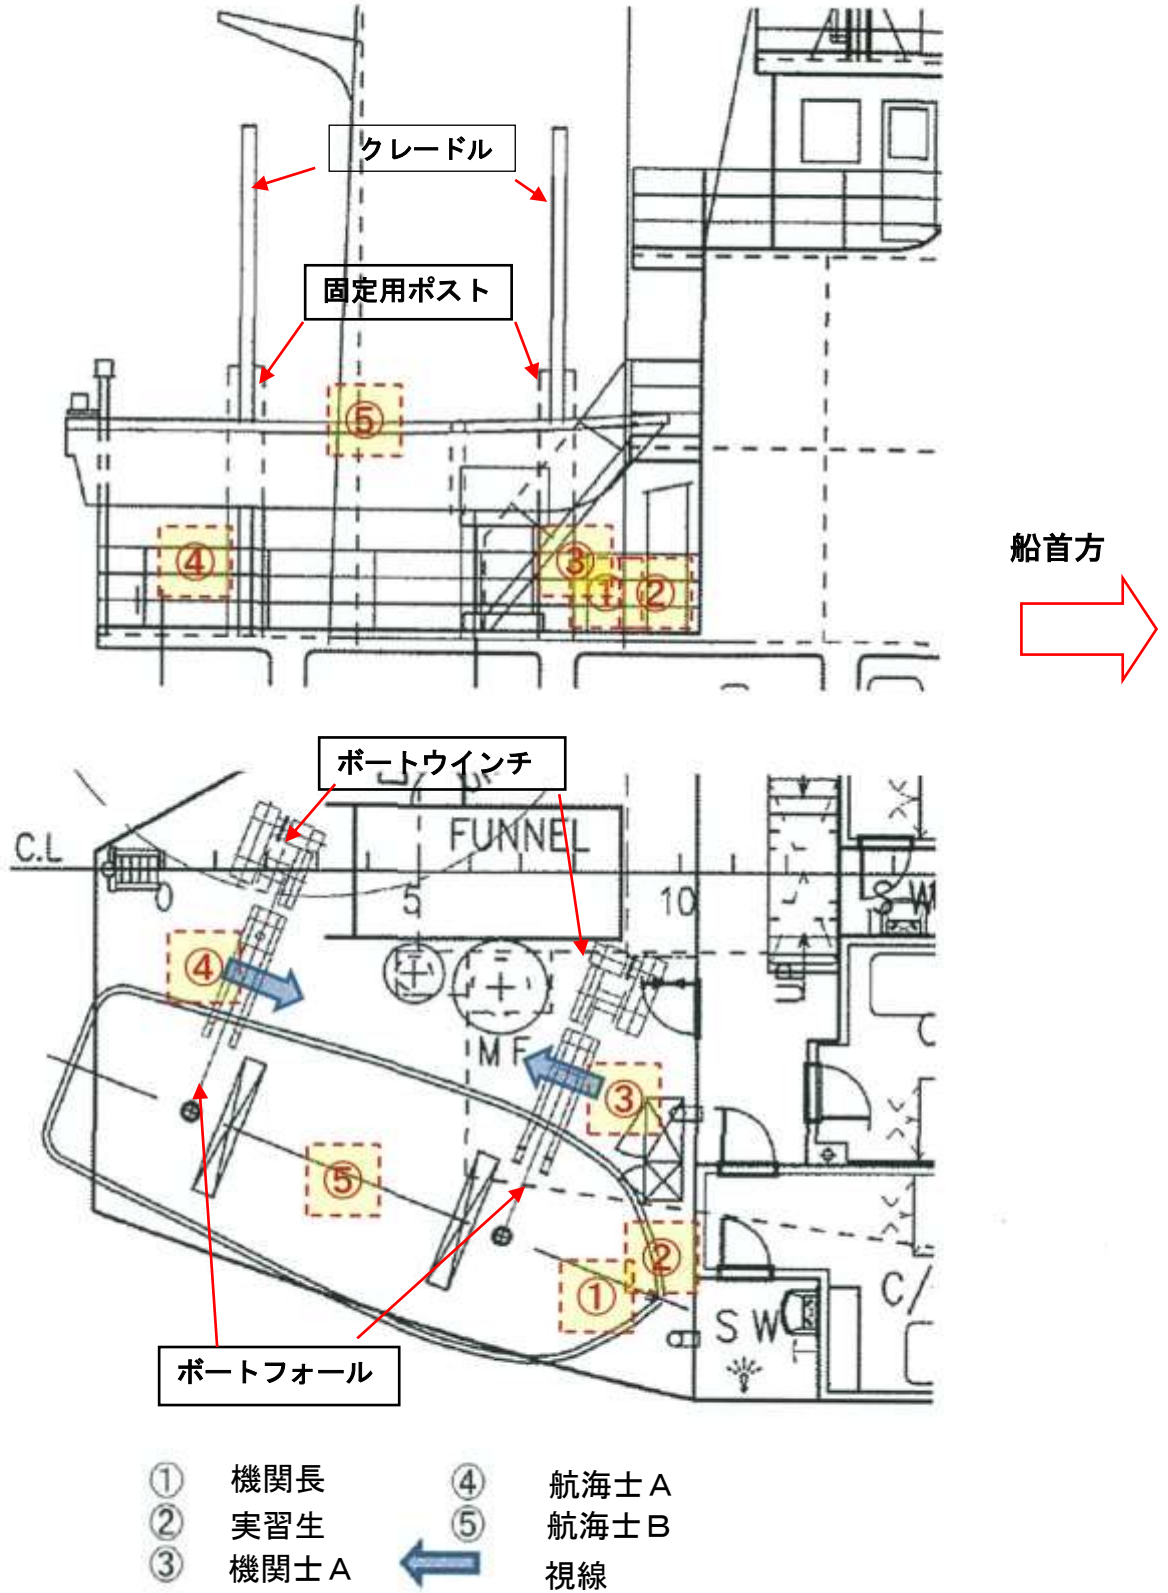 クレードル
固定用ポスト
⑤
④
③
①
②
船首方
ボートウインチ
C.L
FUNNEL
5
10
S W
④
M F
③
⑤
②
①
C/
S W
ボートフォール
① 機関長
② 実習生
③ 機関士A
④ 航海士A
⑤ 航海士B
視線